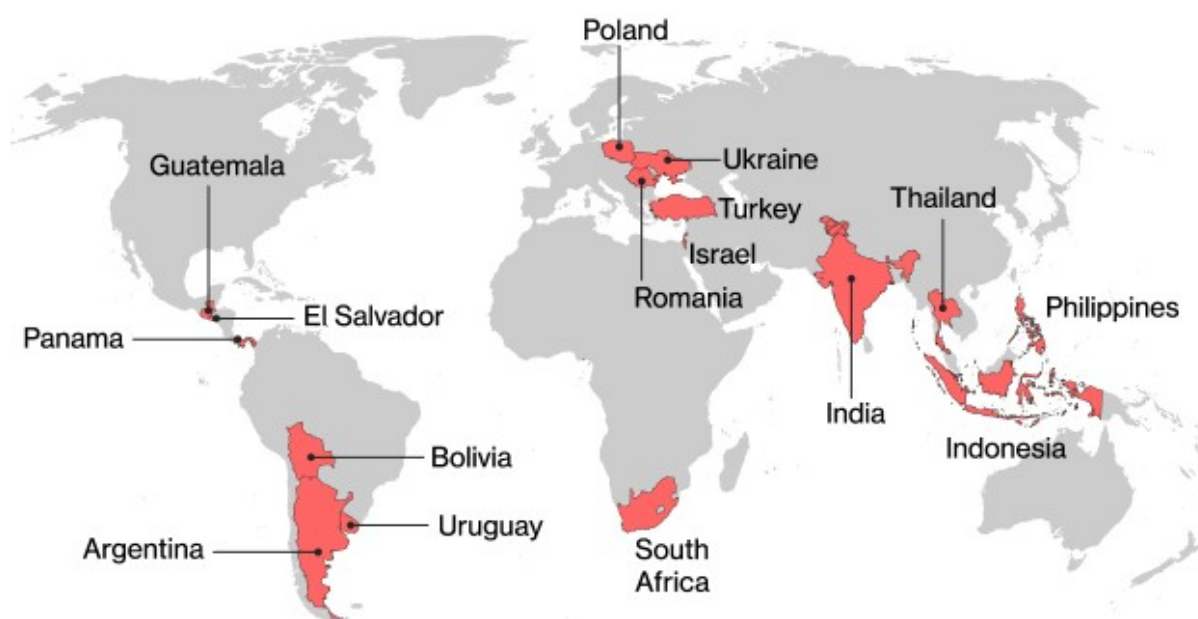 Poland
Guatemala
Ukraine
Thailand
Turkey
Israel
Romania
Philippines
El Salvador
Panama
India
Indonesia
Bolivia
Uruguay
Argentina
South
Africa